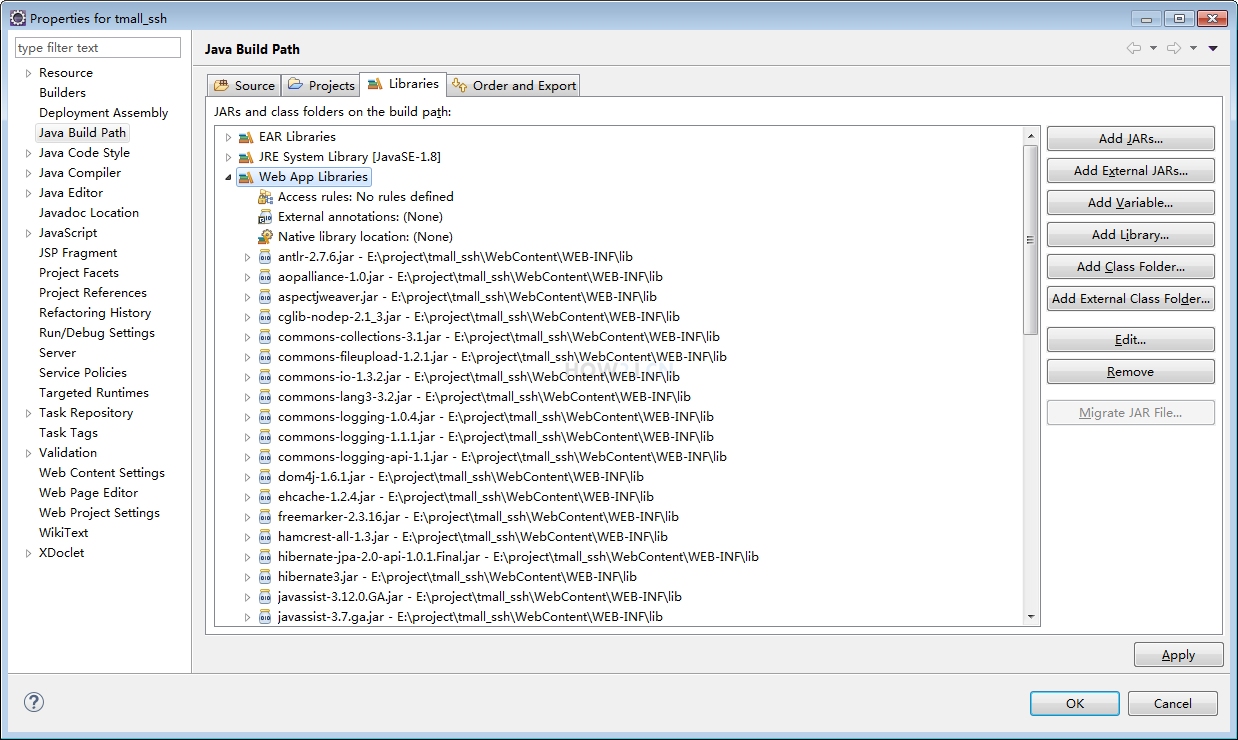 Properties for tmall_ssh
type filter text
Resource
Builders
Deployment Assembly
Java Build Path
Java Code Style
Java Compiler
Java Editor
Javadoc Location
JavaScript
JSP Fragment
Project Facets
Project References
Refactoring History
Run/Debug Settings
Server
Service Policies
Targeted Runtimes
Task Repository
Task Tags
Validation
Web Content Settings
Web Page Editor
Web Project Settings
WikiText
XDoclet
Java Build Path
Source Projects Libraries Order and Export
JARs and class folders on the build path:
EAR Libraries
JRE System Library [JavaSE-1.8]
Web App Libraries
Access rules: No rules defined
External annotations: (None)
Native library location: (None)
antlr-2.7.6.jar - E:\project\tmall_ssh\WebContent\WEB-INF\lib
aopalliance-1.0.jar - E:\project\tmall_ssh\WebContent\WEB-INF\lib
aspectjweaver.jar - E:\project\tmall_ssh\WebContent\WEB-INF\lib
cglib-nodep-2.1_3.jar - E:\project\tmall_ssh\WebContent\WEB-INF\lib
commons-collections-3.1.jar - E:\project\tmall_ssh\WebContent\WEB-INF\lib
commons-fileupload-1.2.1.jar - E:\project\tmall_ssh\WebContent\WEB-INF\lib
commons-io-1.3.2.jar - E:\project\tmall_ssh\WebContent\WEB-INF\lib
commons-lang3-3.2.jar - E:\project\tmall_ssh\WebContent\WEB-INF\lib
commons-logging-1.0.4.jar - E:\project\tmall_ssh\WebContent\WEB-INF\lib
commons-logging-1.1.1.jar - E:\project\tmall_ssh\WebContent\WEB-INF\lib
commons-logging-api-1.1.jar - E:\project\tmall_ssh\WebContent\WEB-INF\lib
dom4j-1.6.1.jar - E:\project\tmall_ssh\WebContent\WEB-INF\lib
ehcache-1.2.4.jar - E:\project\tmall_ssh\WebContent\WEB-INF\lib
freemarker-2.3.16.jar - E:\project\tmall_ssh\WebContent\WEB-INF\lib
hamcrest-all-1.3.jar - E:\project\tmall_ssh\WebContent\WEB-INF\lib
hibernate-jpa-2.0-api-1.0.1.Final.jar - E:\project\tmall_ssh\WebContent\WEB-INF\lib
hibernate3.jar - E:\project\tmall_ssh\WebContent\WEB-INF\lib
javassist-3.12.0.GA.jar - E:\project\tmall_ssh\WebContent\WEB-INF\lib
javassist-3.7.ga.jar - E:\project\tmall_ssh\WebContent\WEB-INF\lib
Add JARs...
Add External JARs...
Add Variable...
Add Library...
Add Class Folder...
Add External Class Folder...
Edit...
Remove
Migrate JAR File...
Apply
OK Cancel